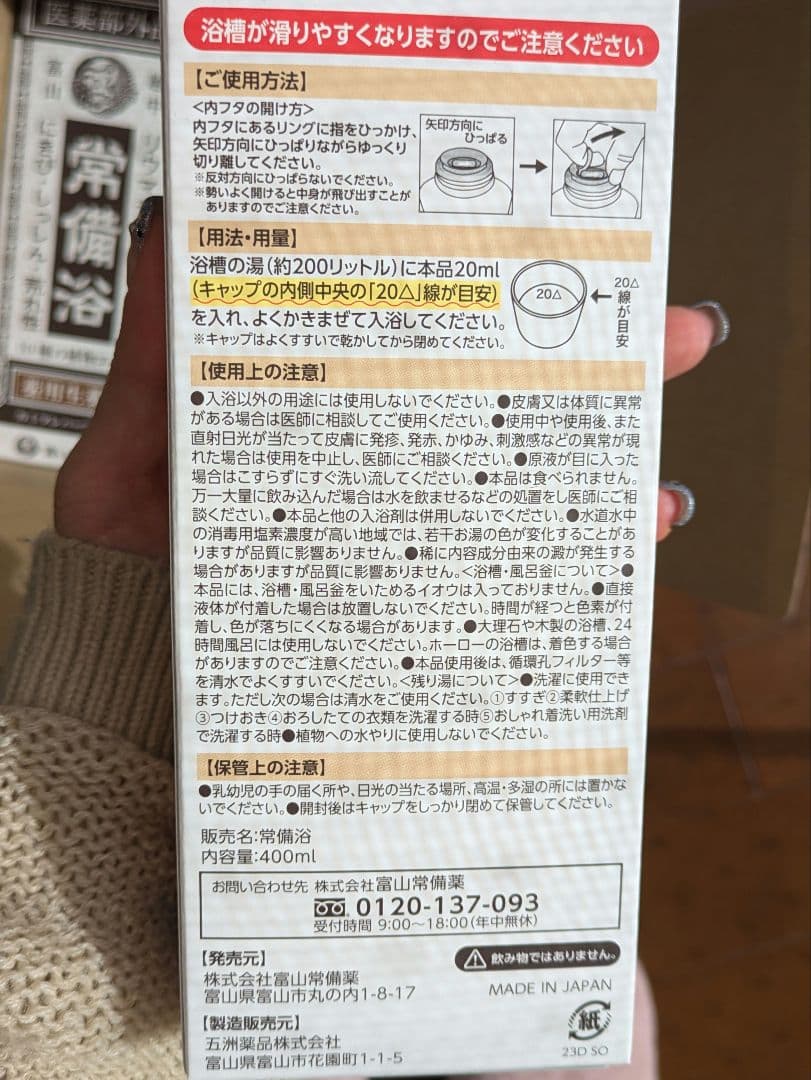 浴槽が滑りやすくなりますのでご注意ください
【ご使用方法】
<内フタの開け方>
内フタにあるリングに指をひっかけ、
矢印方向にひっぱりながらゆっくり
切り離してください。
※反対方向にひっぱらないでください。
※勢いよく開けると中身が飛び出すことが
ありますのでご注意ください。
矢印方向に
ひっぱる
【用法・用量】
浴槽の湯(約200リットル)に本品20ml
(キャップの内側中央の「20△」線が目安)
を入れ、よくかきまぜて入浴してください。
※キャップはよくすすいで乾かしてから閉めてください。
20△
20△
線が目安
【使用上の注意】
●入浴以外の用途には使用しないでください。●皮膚又は体質に異常
がある場合は医師に相談してご使用ください。●使用中や使用後、また
直射日光が当たって皮膚に発疹、発赤、かゆみ、刺激感などの異常が現
れた場合は使用を中止し、医師にご相談ください。●原液が目に入った
場合はこすらずにすぐ洗い流してください。●本品は食べられません。
万一大量に飲み込んだ場合は水を飲ませるなどの処置をし医師にご相
談ください。●本品と他の入浴剤は併用しないでください。●水道水中
の消毒用塩素濃度が高い地域では、若干お湯の色が変化することがあ
りますが品質に影響ありません。●稀に内容成分由来の澱が発生する
場合がありますが品質に影響ありません。<浴槽・風呂釜について>●
本品には、浴槽・風呂釜をいためるイオウは入っておりません。●直接
液体が付着した場合は放置しないでください。時間が経つと色素が付
着し、色が落ちにくくなる場合があります。●大理石や木製の浴槽、24
時間風呂には使用しないでください。ホーローの浴槽は、着色する場合
がありますのでご注意ください。●本品使用後は、循環孔フィルター等
を清水でよくすすいでください。<残り湯について>●洗濯に使用でき
ます。ただし次の場合は清水をご使用ください。①すすぎ②柔軟仕上げ
③つけおき④おろしたての衣類を洗濯する時⑤おしゃれ着洗い用洗剤
で洗濯する時●植物への水やりに使用しないでください。
【保管上の注意】
●乳幼児の手の届く所や、日光の当たる場所、高温・多湿の所には置かな
いでください。●開封後はキャップをしっかり閉めて保管してください。
販売名:常備浴
内容量:400ml
お問い合わせ先 株式会社富山常備薬
0120-137-093
受付時間 9:00〜18:00(年中無休)
【発売元】
株式会社富山常備薬
富山県富山市丸の内1-8-17
【製造販売元】
五洲薬品株式会社
富山県富山市花園町1-1-5
飲み物ではありません。
MADE IN JAPAN
紙
23D SO
医薬部外
富山
常備浴